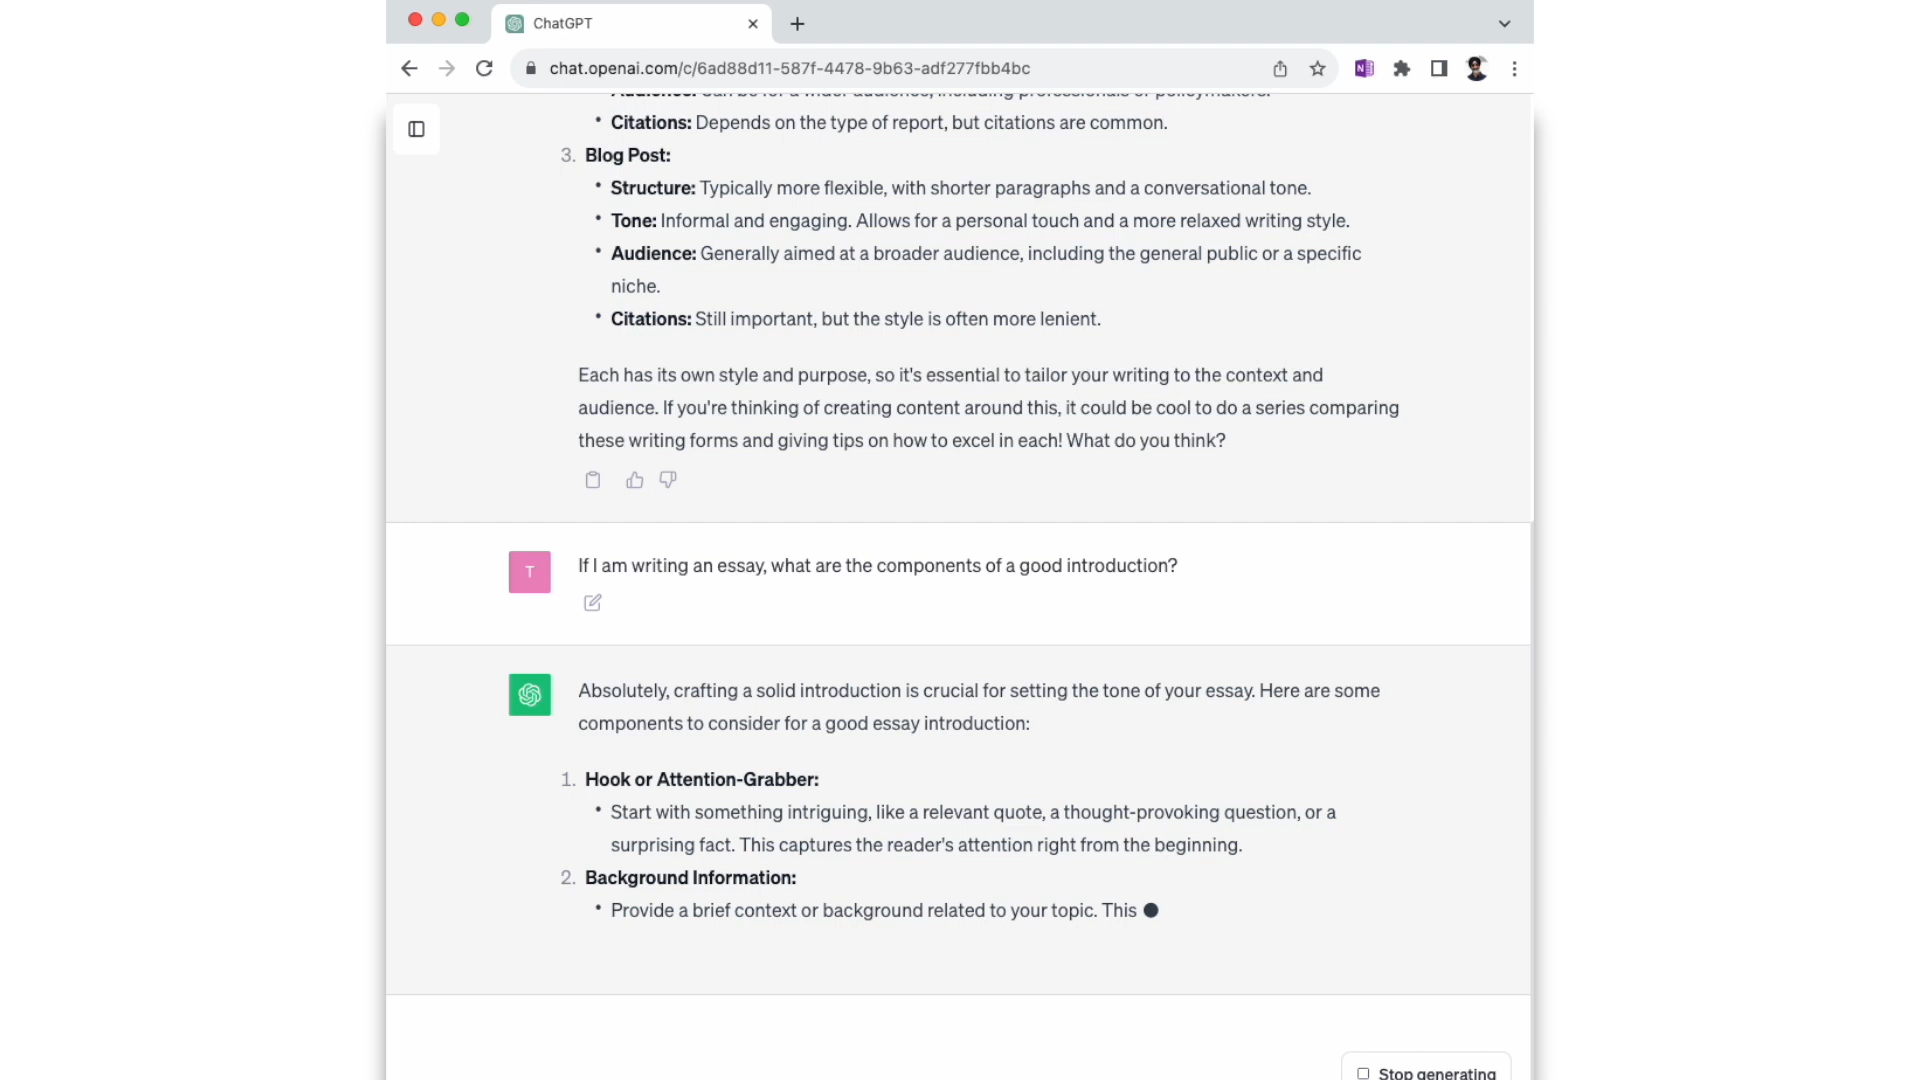 ChatGPT
chat.openai.com/c/6ad88d11-587f-4478-9b63-adf277fbb4bc
Audience: Can be for a wider audience, including professionals or policymakers.
• Citations: Depends on the type of report, but citations are common.
3. Blog Post:
• Structure: Typically more flexible, with shorter paragraphs and a conversational tone.
• Tone: Informal and engaging. Allows for a personal touch and a more relaxed writing style.
• Audience: Generally aimed at a broader audience, including the general public or a specific
niche.
• Citations: Still important, but the style is often more lenient.
Each has its own style and purpose, so it's essential to tailor your writing to the context and
audience. If you're thinking of creating content around this, it could be cool to do a series comparing
these writing forms and giving tips on how to excel in each! What do you think?
T
If I am writing an essay, what are the components of a good introduction?
Absolutely, crafting a solid introduction is crucial for setting the tone of your essay. Here are some
components to consider for a good essay introduction:
1. Hook or Attention-Grabber:
• Start with something intriguing, like a relevant quote, a thought-provoking question, or a
surprising fact. This captures the reader's attention right from the beginning.
2. Background Information:
• Provide a brief context or background related to your topic. This
Stop generating